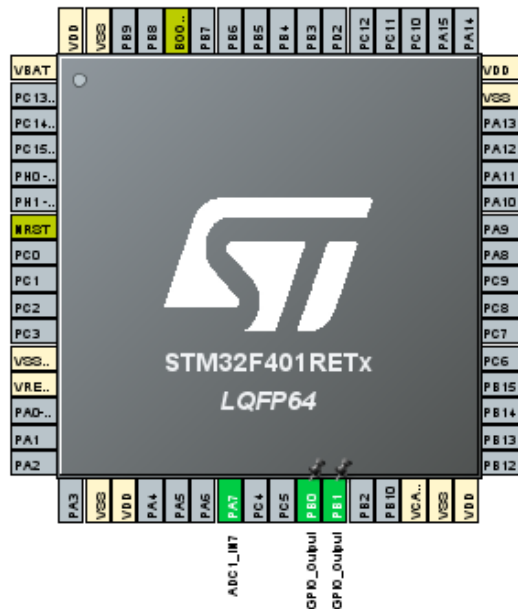 VDD
VSS
PB9
PB8
BOO..
PB7
PB6
PB5
PB4
PB3
PD2
PC12
PC11
PC10
PA15
PA14
VBAT
PC13..
PC14..
PC15..
PH0-..
PH1-..
NRST
PC0
PC1
PC2
PC3
VSS..
VRE..
PA0-..
PA1
PA2
VDD
VSS
PA13
PA12
PA11
PA10
PA9
PA8
PC9
PC8
PC7
PC6
PB15
PB14
PB13
PB12
ST
STM32F401RETx
LQFP64
PA3
VSS
VDD
PA4
PA5
PA6
PA7
PC4
PC5
PB0
PB1
PB2
PB10
VCA..
VSS
VDD
ADC1_IN7
GPIO_Output
GPIO_Output